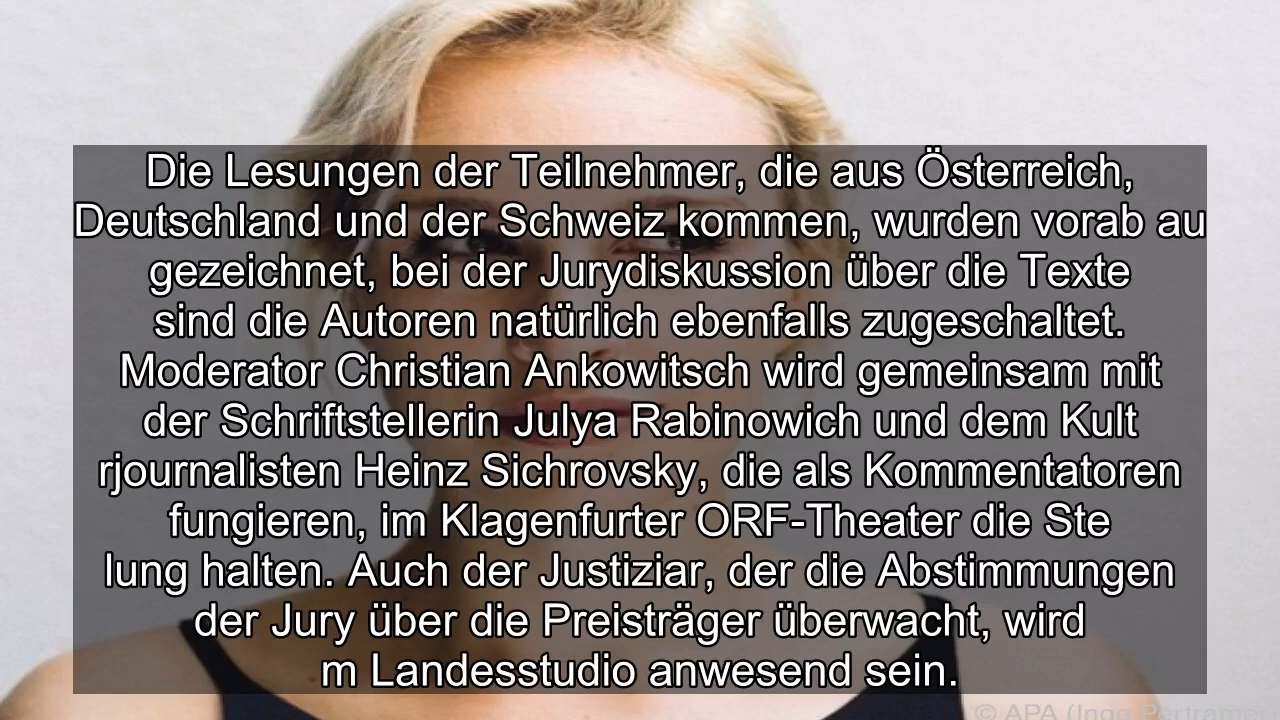 Die Lesungen der Teilnehmer, die aus Österreich,
Deutschland und der Schweiz kommen, wurden vorab au
gezeichnet, bei der Jurydiskussion über die Texte
sind die Autoren natürlich ebenfalls zugeschaltet.
Moderator Christian Ankowitsch wird gemeinsam mit
der Schriftstellerin Julya Rabinowich und dem Kult
rjournalisten Heinz Sichrovsky, die als Kommentatoren
fungieren, im Klagenfurter ORF-Theater die Ste
lung halten. Auch der Justiziar, der die Abstimmungen
der Jury über die Preisträger überwacht, wird
m Landesstudio anwesend sein.
© APA (Ingo Pertramer)